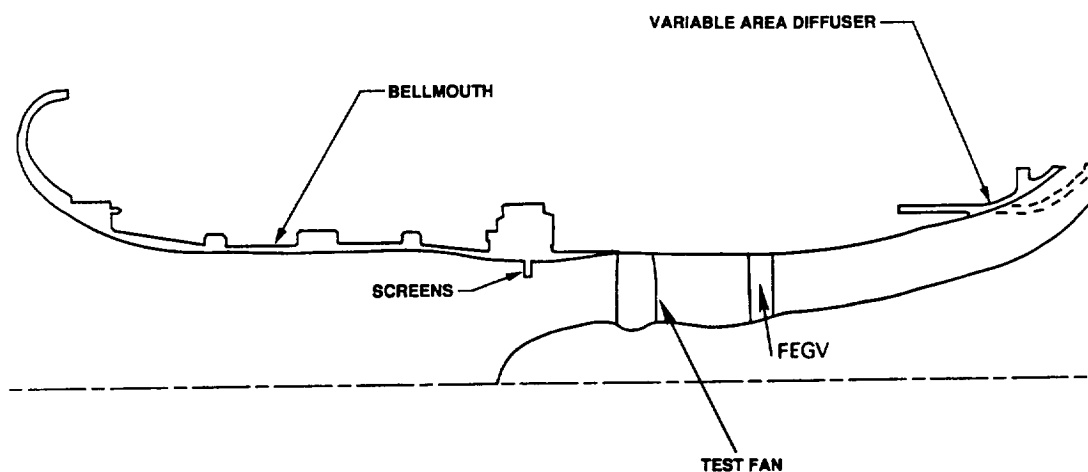 VARIABLE AREA DIFFUSER
BELLMOUTH
SCREENS
FEGV
TEST FAN